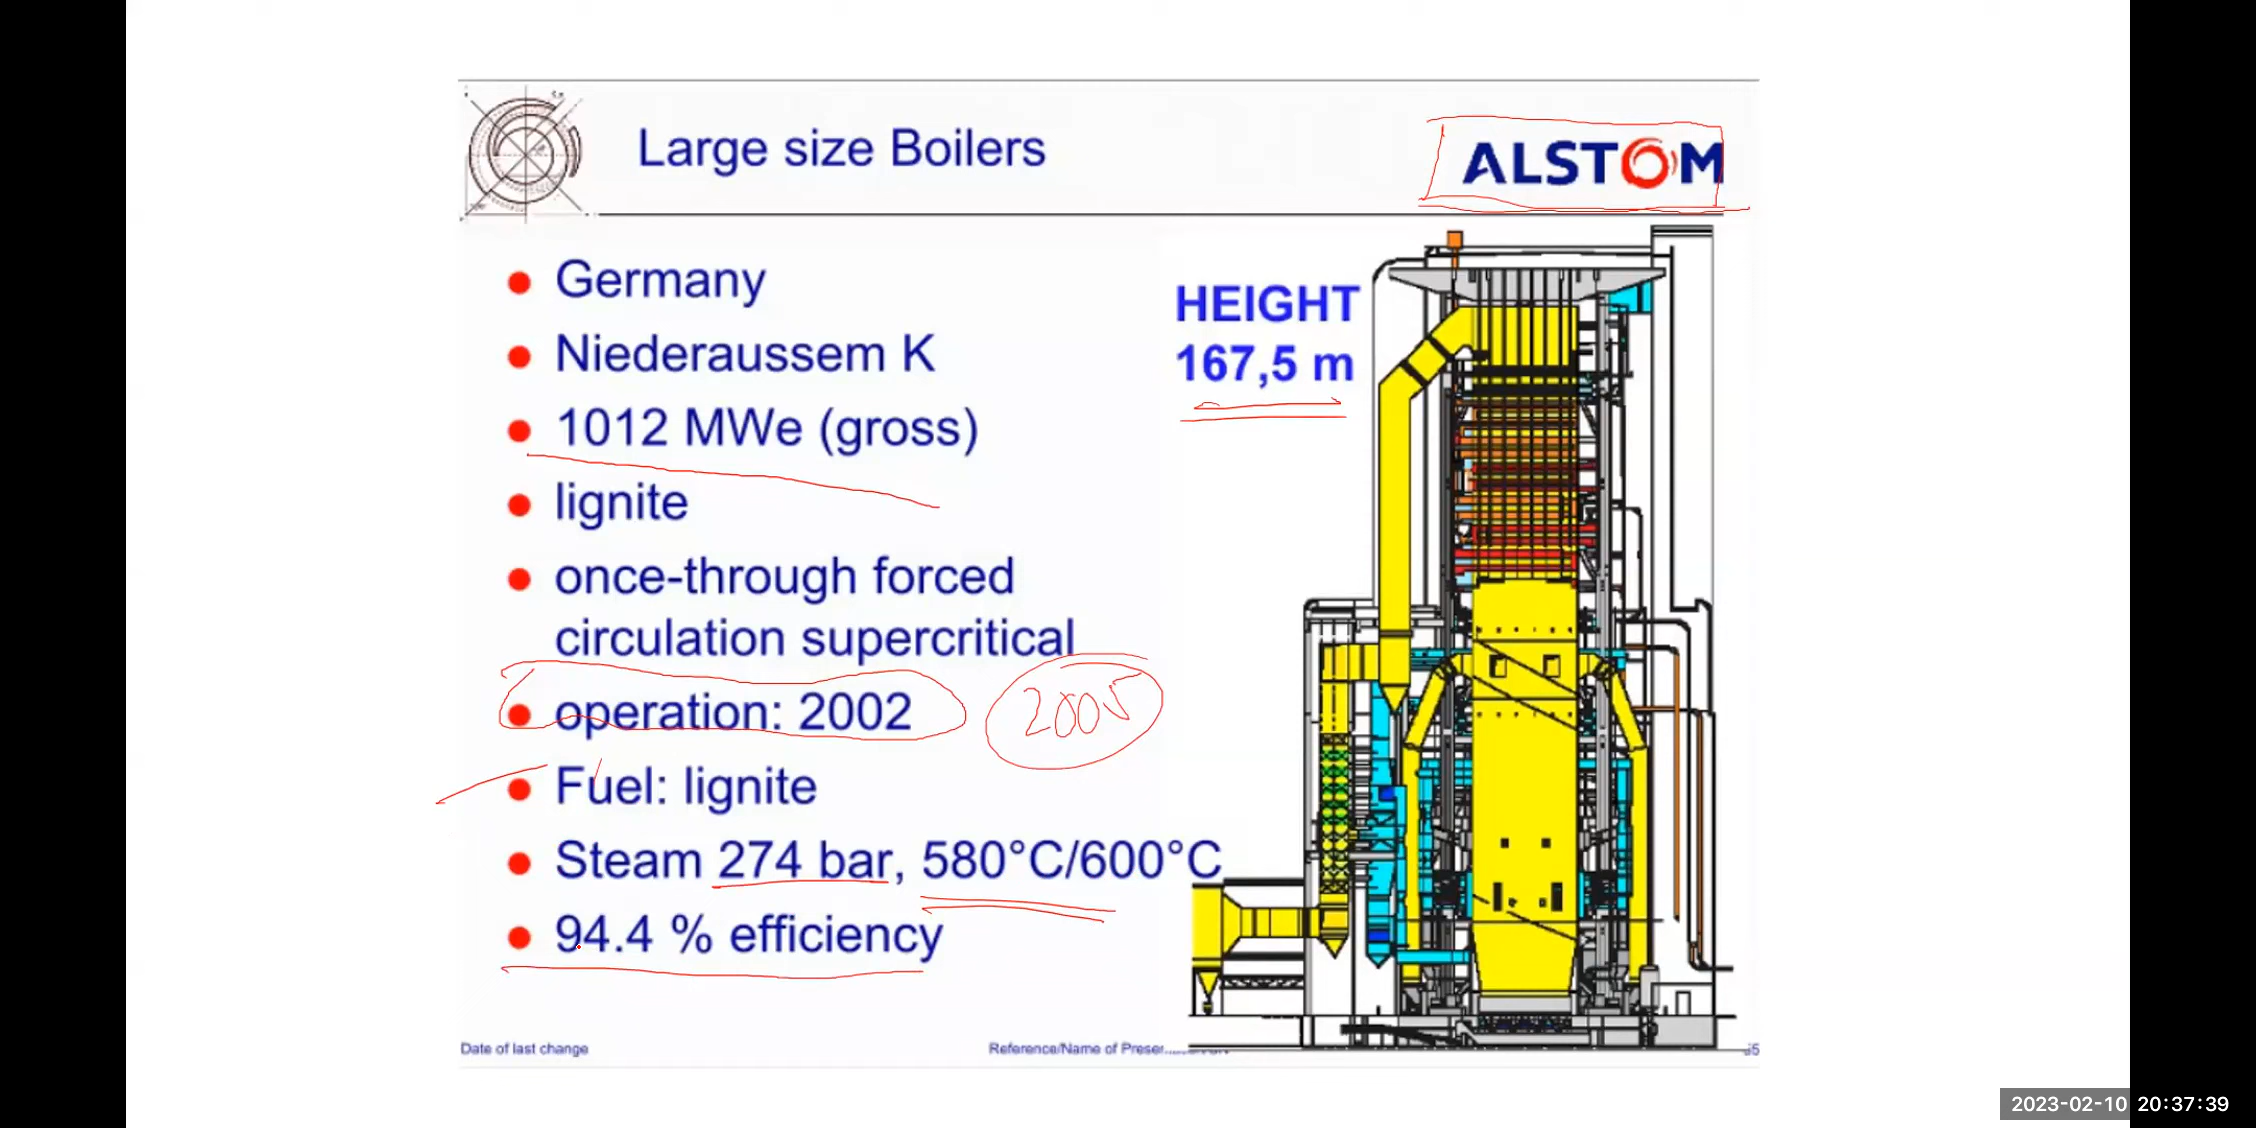 Large size Boilers
ALSTOM
Germany
Niederaussem K
1012 MWe (gross)
lignite
once-through forced
circulation supercritical
operation: 2002
2005
Fuel: lignite
Steam 274 bar, 580°C/600°C
94.4 % efficiency
HEIGHT
167,5 m
Date of last change
Reference/Name of
2023-02-10 20:37:39